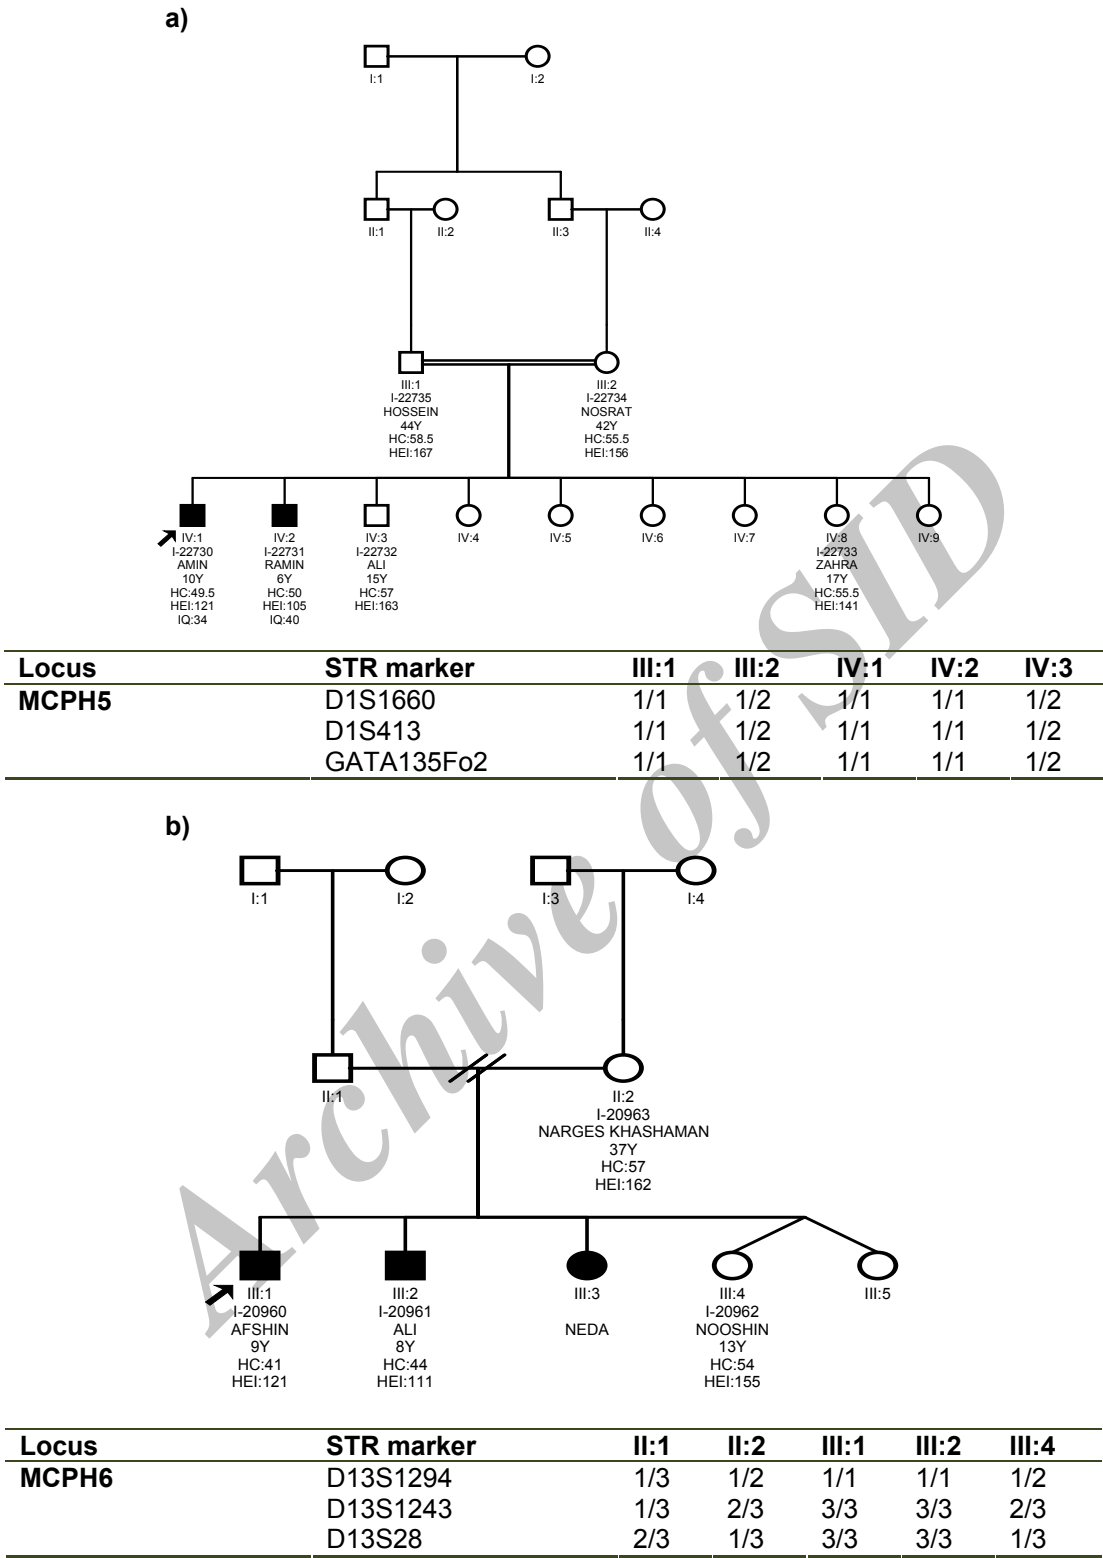 a)
I:1 I:2
II:1 II:2 II:3 II:4
III:1 III:2
I-22735 I-22734
HOSSEIN NOSRAT
44Y 42Y
HC:58.5 HC:55.5
HEI:167 HEI:156
IV:1 IV:2 IV:3 IV:4 IV:5 IV:6 IV:7 IV:8 IV:9
I-22730 I-22731 I-22732 I-22733
AMIN RAMIN ALI ZAHRA
10Y 6Y 15Y 17Y
HC:49.5 HC:50 HC:57 HC:55.5
HEI:121 HEI:105 HEI:163 HEI:141
IQ:34 IQ:40
Locus STR marker III:1 III:2 IV:1 IV:2 IV:3
MCPH5 D1S1660 1/1 1/2 1/1 1/1 1/2
D1S413 1/1 1/2 1/1 1/1 1/2
GATA135Fo2 1/1 1/2 1/1 1/1 1/2
b)
I:1 I:2 I:3 I:4
II:1 II:2
I-20963
NARGES KHASHAMAN
37Y
HC:57
HEI:162
III:1 III:2 III:3 III:4 III:5
I-20960 I-20961 I-20962
AFSHIN ALI NEDA NOOSHIN
9Y 8Y 13Y
HC:41 HC:44 HC:54
HEI:121 HEI:111 HEI:155
Locus STR marker II:1 II:2 III:1 III:2 III:4
MCPH6 D13S1294 1/3 1/2 1/1 1/1 1/2
D13S1243 1/3 2/3 3/3 3/3 2/3
D13S28 2/3 1/3 3/3 3/3 1/3
Archive of SID